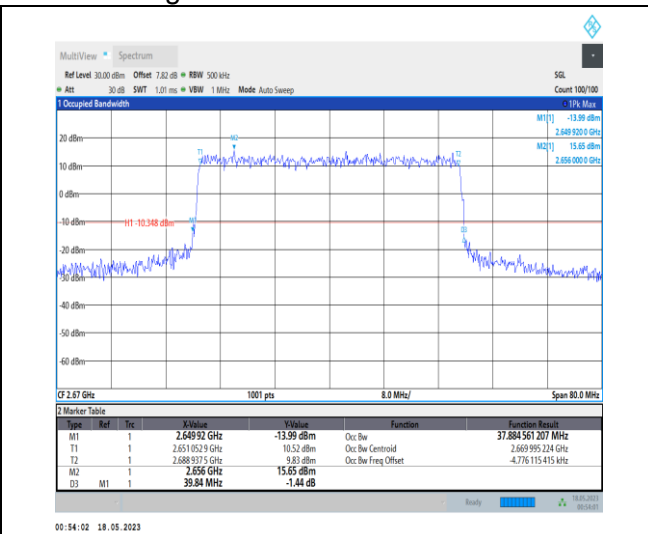 MultiView Spectrum
Ref Level 30.00 dBm Offset 7.82 dB RBW 500 kHz SGL
Att 30 dB SWT 1.01 ms VBW 1 MHz Mode Auto Sweep Count 100/100
1 Occupied Bandwidth 1Pk Max
M1[1] -13.99 dBm
2.649 920 0 GHz
M2[1] 15.65 dBm
2.656 000 0 GHz
20 dBm
M2
T1
T2
10 dBm
0 dBm
-10 dBm
H1 -10.348 dBm
M1
D3
-20 dBm
-30 dBm
-40 dBm
-50 dBm
-60 dBm
CF 2.67 GHz 1001 pts 8.0 MHz/ Span 80.0 MHz
2 Marker Table
Type Ref Trc X-Value Y-Value Function Function Result
M1 1 2.64992 GHz -13.99 dBm Occ Bw 37.884 561 207 MHz
T1 1 2.651 052 9 GHz 10.52 dBm Occ Bw Centroid 2.669 995 224 GHz
T2 1 2.688 937 5 GHz 9.83 dBm Occ Bw Freq Offset -4.776 115 415 kHz
M2 1 2.656 GHz 15.65 dBm
D3 M1 1 39.84 MHz -1.44 dB
Ready 18.05.2023
00:54:01
00:54:02 18.05.2023